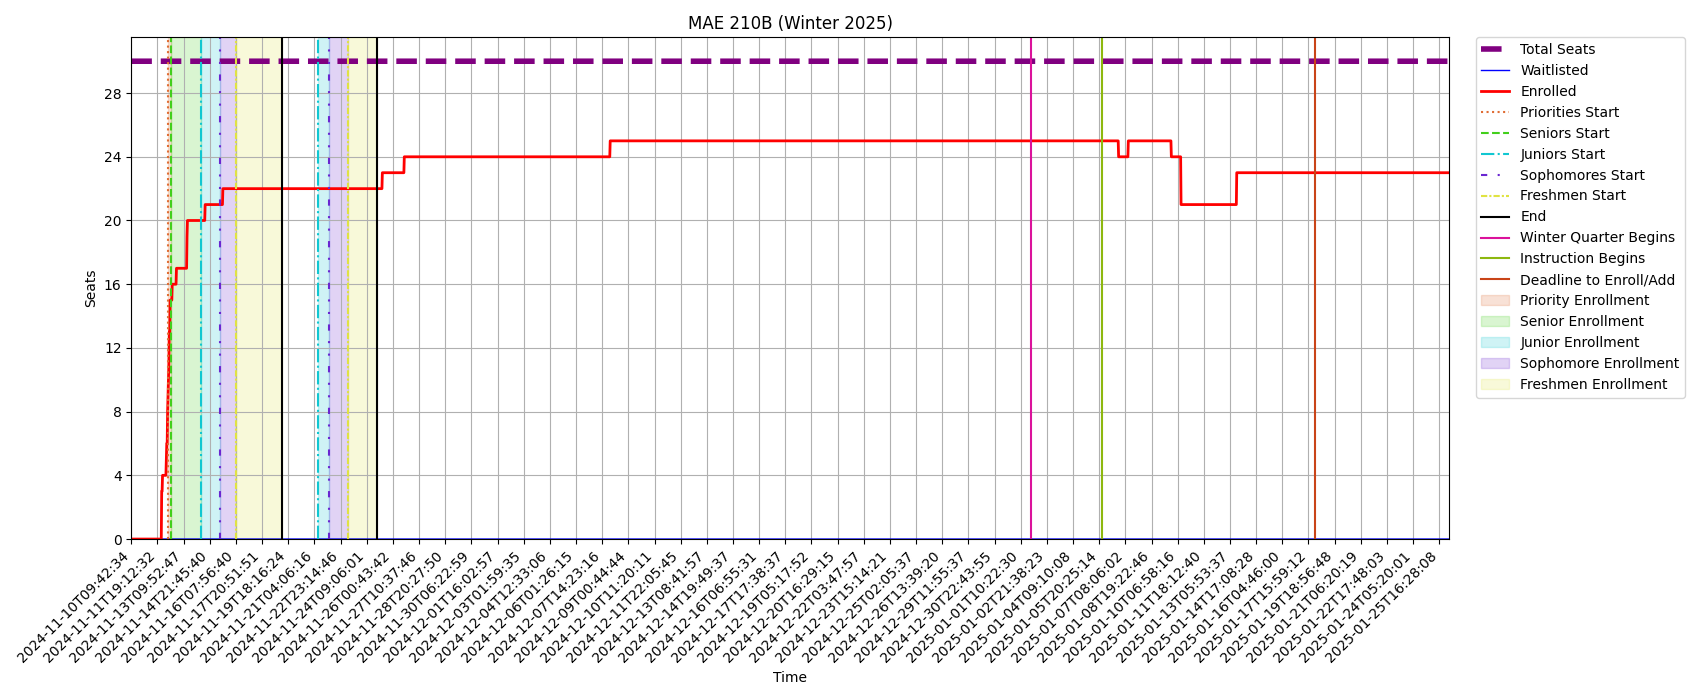 MAE 210B (Winter 2025)
Seats
28
24
20
16
12
8
4
0
2024-11-10T09:42:34
2024-11-11T19:12:32
2024-11-13T09:52:47
2024-11-14T21:45:40
2024-11-16T07:56:40
2024-11-17T20:51:51
2024-11-19T18:16:24
2024-11-21T04:06:16
2024-11-22T23:14:46
2024-11-24T09:06:01
2024-11-26T00:43:42
2024-11-27T10:37:46
2024-11-28T20:27:50
2024-11-30T06:22:59
2024-12-01T16:02:57
2024-12-03T01:59:35
2024-12-04T12:33:06
2024-12-06T01:26:15
2024-12-07T14:23:16
2024-12-09T00:44:44
2024-12-10T11:20:11
2024-12-11T22:05:45
2024-12-13T08:41:57
2024-12-14T19:49:37
2024-12-16T06:55:31
2024-12-17T17:38:37
2024-12-19T05:17:52
2024-12-20T16:29:15
2024-12-22T03:47:57
2024-12-23T15:14:21
2024-12-25T02:05:37
2024-12-26T13:39:20
2024-12-29T11:55:37
2024-12-30T22:43:55
2025-01-01T10:22:30
2025-01-02T21:38:23
2025-01-04T09:10:08
2025-01-05T20:25:14
2025-01-07T08:06:02
2025-01-08T19:22:46
2025-01-10T06:58:16
2025-01-11T18:12:40
2025-01-13T05:53:37
2025-01-14T17:08:28
2025-01-16T04:46:00
2025-01-17T15:59:12
2025-01-19T18:56:48
2025-01-21T06:20:19
2025-01-22T17:48:03
2025-01-24T05:20:01
2025-01-25T16:28:08
Time
Total Seats
Waitlisted
Enrolled
Priorities Start
Seniors Start
Juniors Start
Sophomores Start
Freshmen Start
End
Winter Quarter Begins
Instruction Begins
Deadline to Enroll/Add
Priority Enrollment
Senior Enrollment
Junior Enrollment
Sophomore Enrollment
Freshmen Enrollment